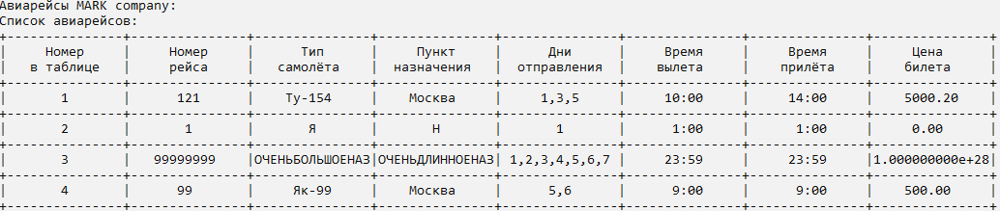 Авиарейсы MARK company:
Список авиарейсов:
Номер Номер Тип Пункт Дни Время Время Цена
в таблице рейса самолёта назначения отправления вылета прилёта билета
1 121 Ту-154 Москва 1,3,5 10:00 14:00 5000.20
2 1 Я Н 1 1:00 1:00 0.00
3 99999999 ОЧЕНЬБОЛЬШОЕНАЗ ОЧЕНЬДЛИННОЕНАЗ 1,2,3,4,5,6,7 23:59 23:59 1.000000000e+28
4 99 Як-99 Москва 5,6 9:00 9:00 500.00